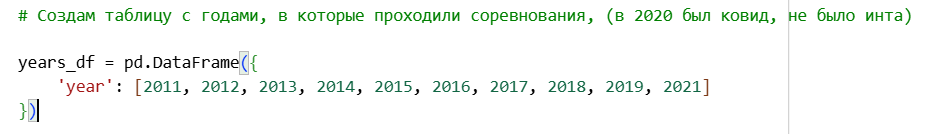 # Создам таблицу с годами, в которые проходили соревнования, (в 2020 был ковид, не было инта)
years_df = pd.DataFrame({
'year': [2011, 2012, 2013, 2014, 2015, 2016, 2017, 2018, 2019, 2021]
})